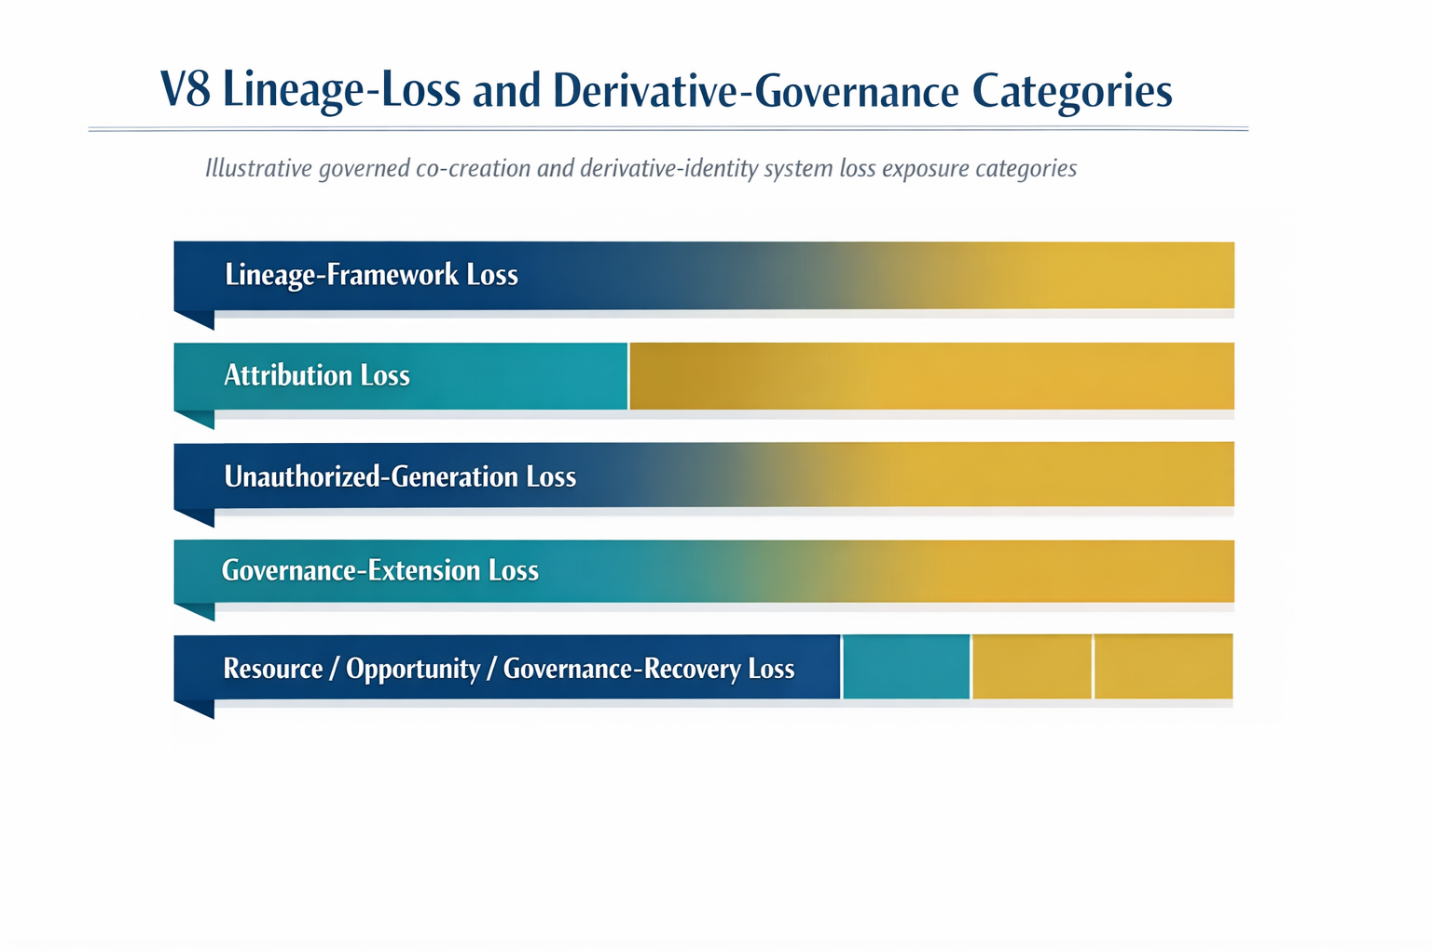 V8 Lineage-Loss and Derivative-Governance Categories
Illustrative governed co-creation and derivative-identity system loss exposure categories
Lineage-Framework Loss
Attribution Loss
Unauthorized-Generation Loss
Governance-Extension Loss
Resource / Opportunity / Governance-Recovery Loss